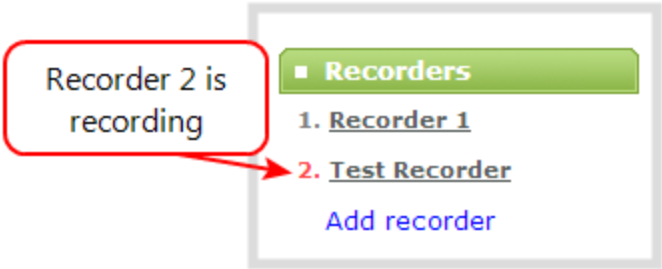 Recorder 2 is
recording
Recorders
1. Recorder 1
2. Test Recorder
Add recorder